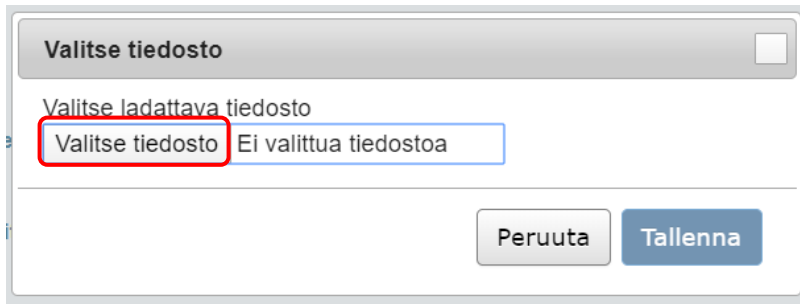 Valitse tiedosto
Valitse ladattava tiedosto
Valitse tiedosto Ei valittua tiedostoa
Peruuta Tallenna